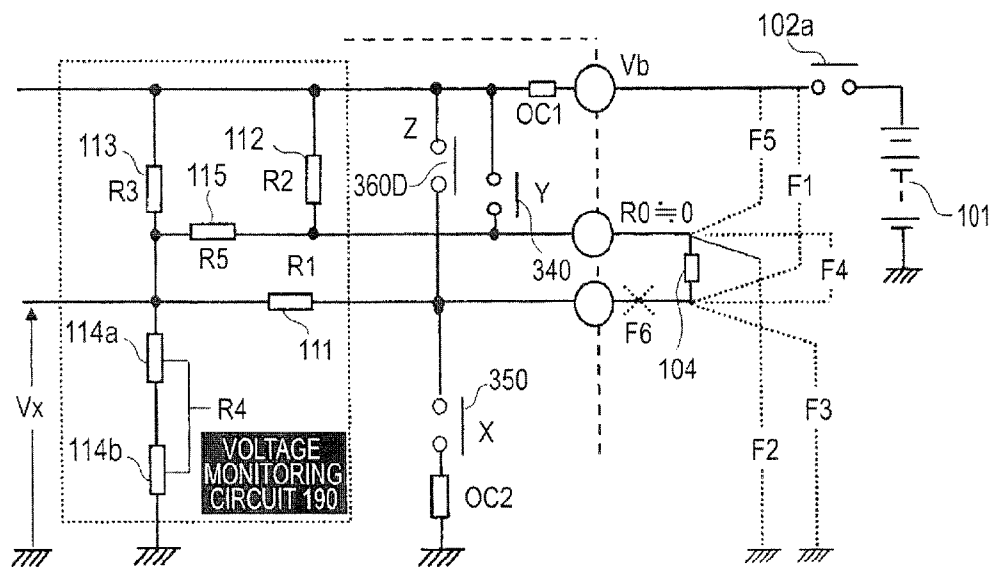 102a
Vb
OC1
Z
F5
113
112
115
360D
Y
F1
R3
R2
R0≒0
101
R5
R1
340
F4
111
F6
104
114a
350
Vx
R4
X
F3
114b
VOLTAGE
MONITORING
CIRCUIT 190
OC2
F2